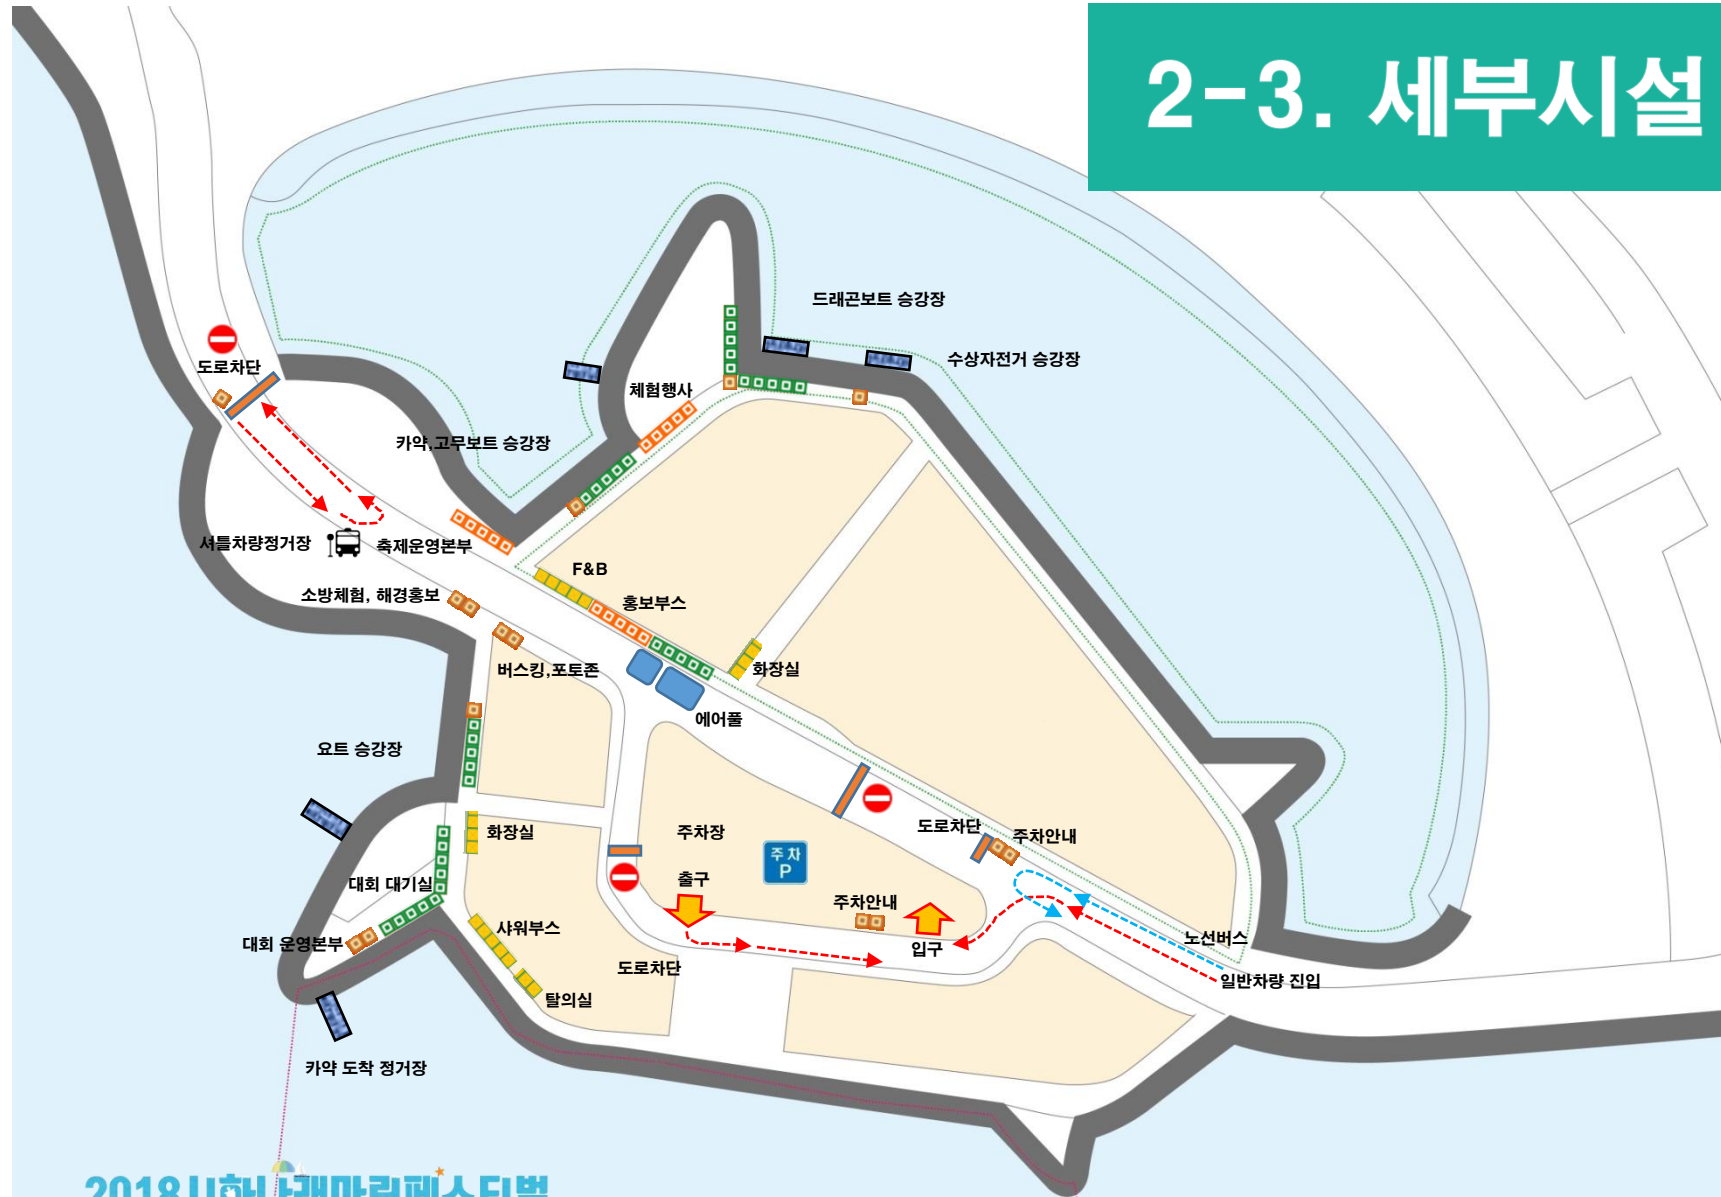 2-3. 세부시설
드래곤보트 승강장
수상자전거 승강장
도로차단
체험행사
카약,고무보트 승강장
셔틀차량정거장
축제운영본부
F&B
소방체험, 해경홍보
홍보부스
버스킹,포토존
화장실
에어풀
요트 승강장
화장실
주차장
주차
P
도로차단
주차안내
출구
대회 대기실
주차안내
샤워부스
대회 운영본부
입구
노선버스
도로차단
일반차량 진입
탈의실
카약 도착 정거장
2018